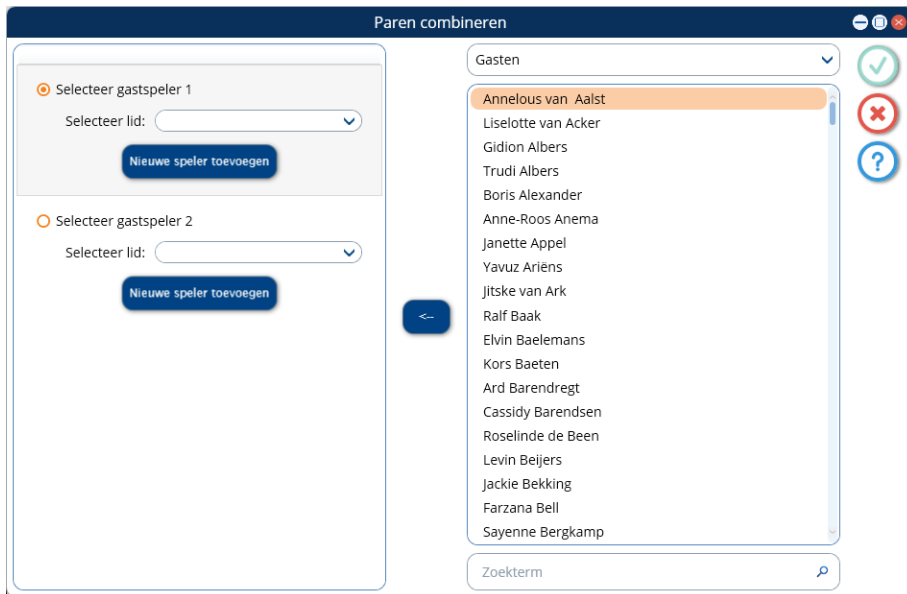 Paren combineren
Selecteer gastspeler 1
Selecteer lid:
Nieuwe speler toevoegen
Selecteer gastspeler 2
Selecteer lid:
Nieuwe speler toevoegen
<--
Gasten
Annelous van  Aalst
Liselotte van Acker
Gidion Albers
Trudi Albers
Boris Alexander
Anne-Roos Anema
Janette Appel
Yavuz Ariëns
Jitske van Ark
Ralf Baak
Elvin Baelemans
Kors Baeten
Ard Barendregt
Cassidy Barendsen
Roselinde de Been
Levin Beijers
Jackie Bekking
Farzana Bell
Sayenne Bergkamp
Zoekterm
?